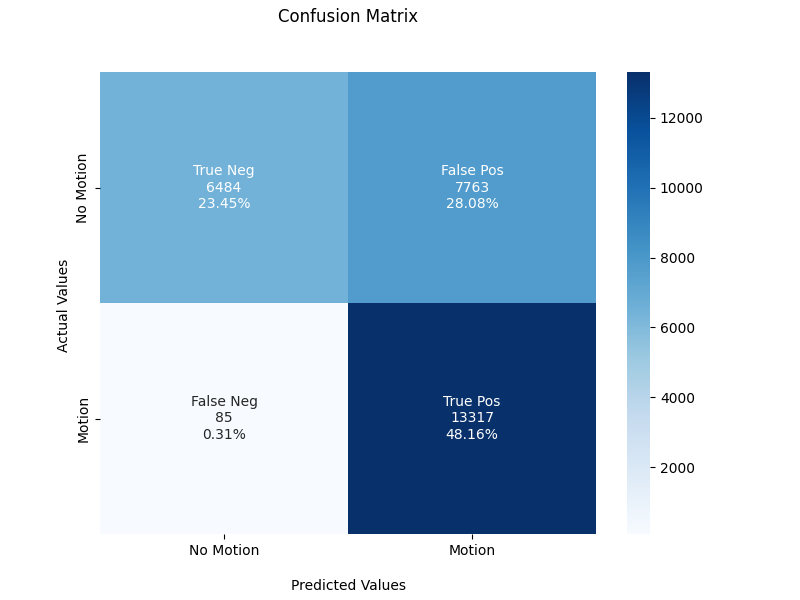 Confusion Matrix
No Motion
Motion
Actual Values
True Neg
6484
23.45%
False Pos
7763
28.08%
False Neg
85
0.31%
True Pos
13317
48.16%
No Motion
Motion
Predicted Values
12000
10000
8000
6000
4000
2000